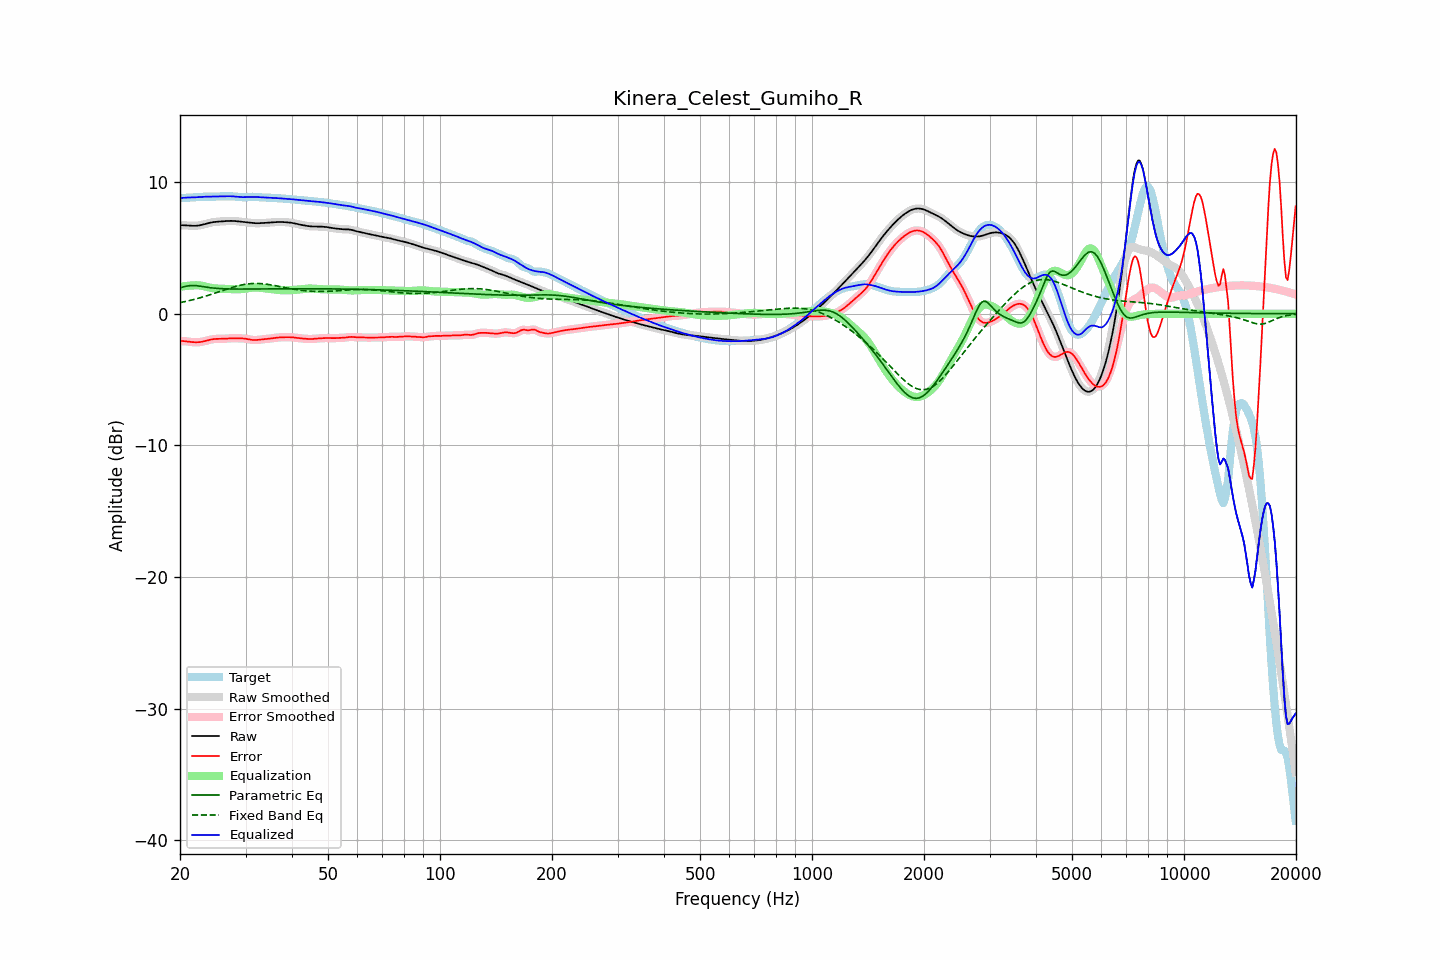 Kinera_Celest_Gumiho_R
Amplitude (dBr)
10
0
−10
−20
−30
−40
Target
Raw Smoothed
Error Smoothed
Raw
Error
Equalization
Parametric Eq
Fixed Band Eq
Equalized
20 50 100 200 500 1000 2000 5000 10000 20000
Frequency (Hz)